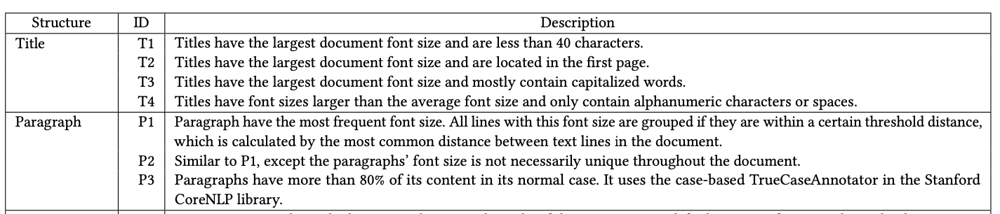 Structure ID Description
Title T1 Titles have the largest document font size and are less than 40 characters.
T2 Titles have the largest document font size and are located in the first page.
T3 Titles have the largest document font size and mostly contain capitalized words.
T4 Titles have font sizes larger than the average font size and only contain alphanumeric characters or spaces.
Paragraph P1 Paragraph have the most frequent font size. All lines with this font size are grouped if they are within a certain threshold distance,
which is calculated by the most common distance between text lines in the document.
P2 Similar to P1, except the paragraphs' font size is not necessarily unique throughout the document.
P3 Paragraphs have more than 80% of its content in its normal case. It uses the case-based TrueCaseAnnotator in the Stanford
CoreNLP library.